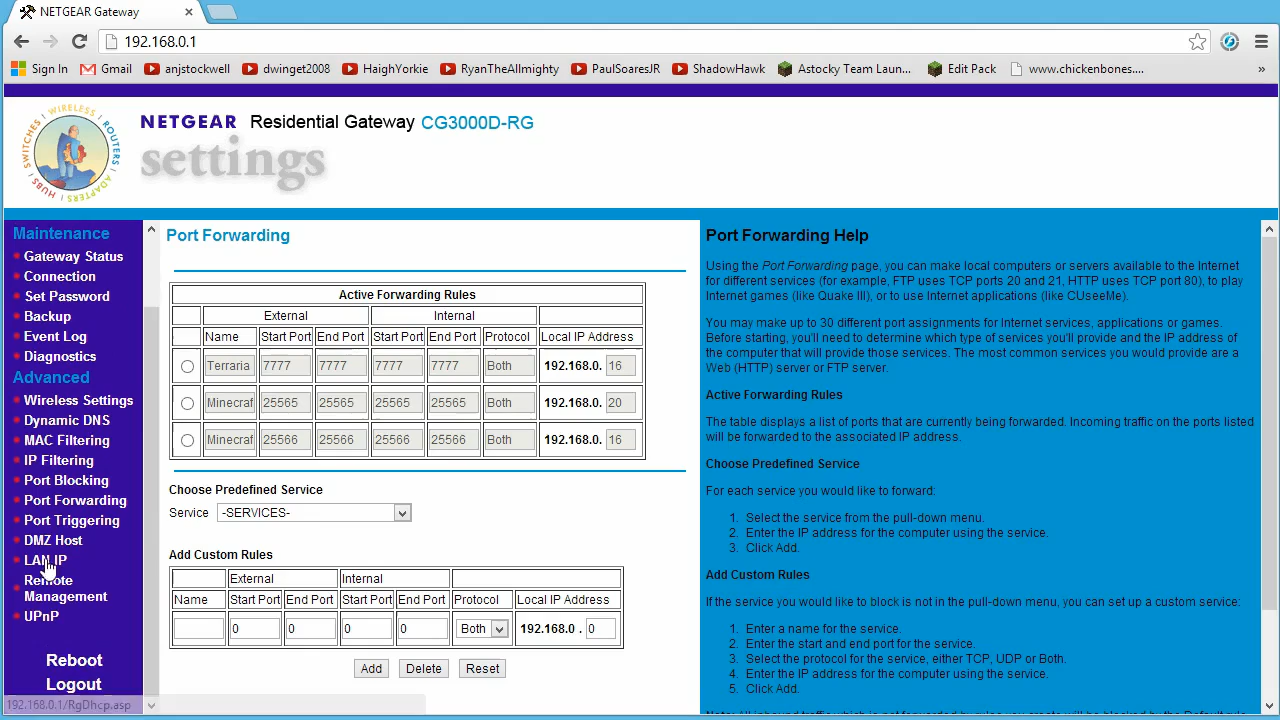 NETGEAR Gateway
192.168.0.1
Sign In Gmail anjstockwell dwinget2008 HaighYorkie RyanTheAllmighty PaulSoaresJR ShadowHawk Astocky Team Laun... Edit Pack www.chickenbones.... »
SWITCHES WIRELESS ROUTERS ADAPTERS HUBS
NETGEAR Residential Gateway CG3000D-RG
settings
Maintenance
Gateway Status
Connection
Set Password
Backup
Event Log
Diagnostics
Advanced
Wireless Settings
Dynamic DNS
MAC Filtering
IP Filtering
Port Blocking
Port Forwarding
Port Triggering
DMZ Host
LAN IP
Remote
Management
UPnP
Reboot
Logout
192.168.0.1/RgDhcp.asp
Port Forwarding
Active Forwarding Rules
External Internal
Name Start Port End Port Start Port End Port Protocol Local IP Address
Terraria 7777 7777 7777 7777 Both 192.168.0. 16
Minecraf 25565 25565 25565 25565 Both 192.168.0. 20
Minecraf 25566 25566 25566 25566 Both 192.168.0. 16
Choose Predefined Service
Service -SERVICES-
Add Custom Rules
External Internal
Name Start Port End Port Start Port End Port Protocol Local IP Address
0 0 0 0 Both 192.168.0 . 0
Add Delete Reset
Port Forwarding Help
Using the Port Forwarding page, you can make local computers or servers available to the Internet
for different services (for example, FTP uses TCP ports 20 and 21, HTTP uses TCP port 80), to play
Internet games (like Quake III), or to use Internet applications (like CUseeMe).
You may make up to 30 different port assignments for Internet services, applications or games.
Before starting, you'll need to determine which type of services you'll provide and the IP address of
the computer that will provide those services. The most common services you would provide are a
Web (HTTP) server or FTP server.
Active Forwarding Rules
The table displays a list of ports that are currently being forwarded. Incoming traffic on the ports listed
will be forwarded to the associated IP address.
Choose Predefined Service
For each service you would like to forward:
1. Select the service from the pull-down menu.
2. Enter the IP address for the computer using the service.
3. Click Add.
Add Custom Rules
If the service you would like to block is not in the pull-down menu, you can set up a custom service:
1. Enter a name for the service.
2. Enter the start and end port for the service.
3. Select the protocol for the service, either TCP, UDP or Both.
4. Enter the IP address for the computer using the service.
5. Click Add.